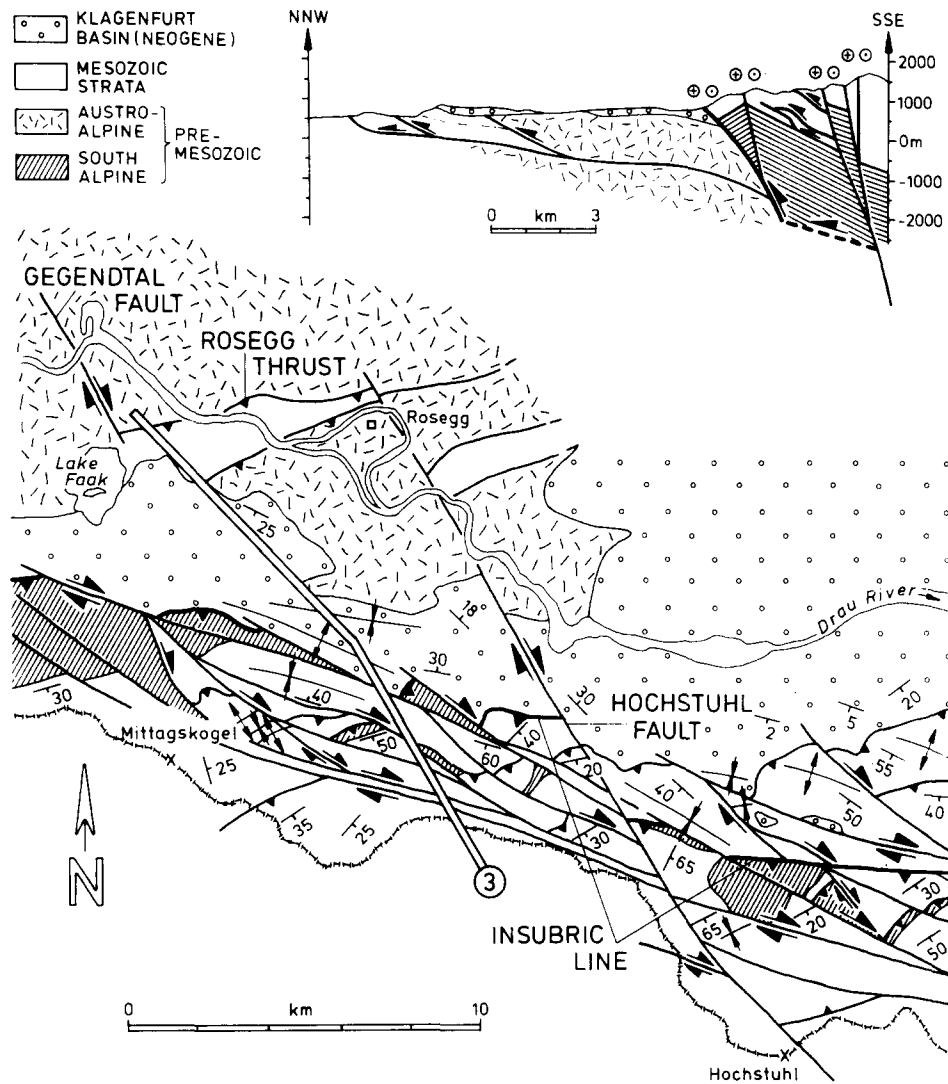 KLAGENFURT
BASIN (NEOGENE)
MESOZOIC
STRATA
AUSTRO-
ALPINE
SOUTH
ALPINE
PRE-
MESOZOIC
NNW
SSE
2000
1000
0m
-1000
-2000
0 km 3
GEGENDTAL
FAULT
ROSEGG
THRUST
Rosegg
Lake
Faak
25
18
Drau River
30
30
HOCHSTUHL
FAULT
20
5
2
55
40
30
40
50
60
40
20
40
50
Mittagskogel
25
35
25
30
65
30
20
50
65
N
3
INSUBRIC
LINE
0 km 10
Hochstuhl